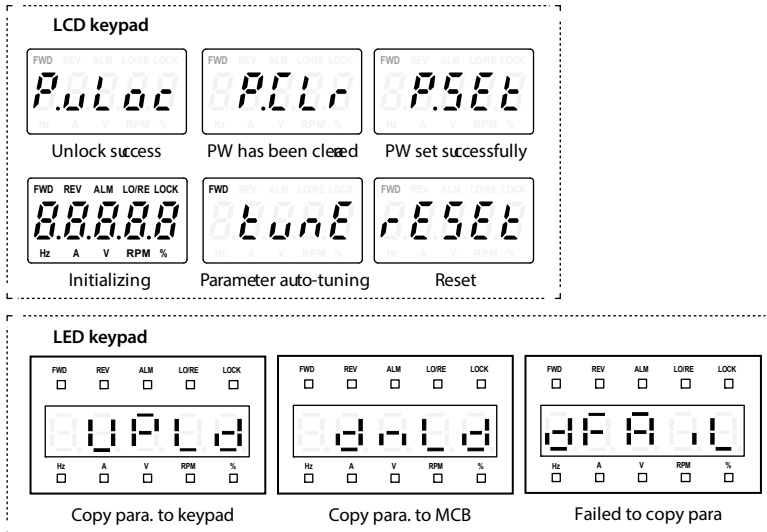 LCD keypad
FWD REV ALM LO/RE LOCK
P.uLoc
Hz A V RPM %
Unlock success
FWD REV ALM LO/RE LOCK
P.CLr
Hz A V RPM %
PW has been cleared
FWD REV ALM LO/RE LOCK
P.SEt
Hz A V RPM %
PW set successfully
FWD REV ALM LO/RE LOCK
8.8.8.8.8
Hz A V RPM %
Initializing
FWD REV ALM LO/RE LOCK
tunE
Hz A V RPM %
Parameter auto-tuning
FWD REV ALM LO/RE LOCK
rESEt
Hz A V RPM %
Reset
LED keypad
FWD REV ALM LO/RE LOCK
UPLd
Hz A V RPM %
Copy para. to keypad
FWD REV ALM LO/RE LOCK
dnLd
Hz A V RPM %
Copy para. to MCB
FWD REV ALM LO/RE LOCK
dFAiL
Hz A V RPM %
Failed to copy para